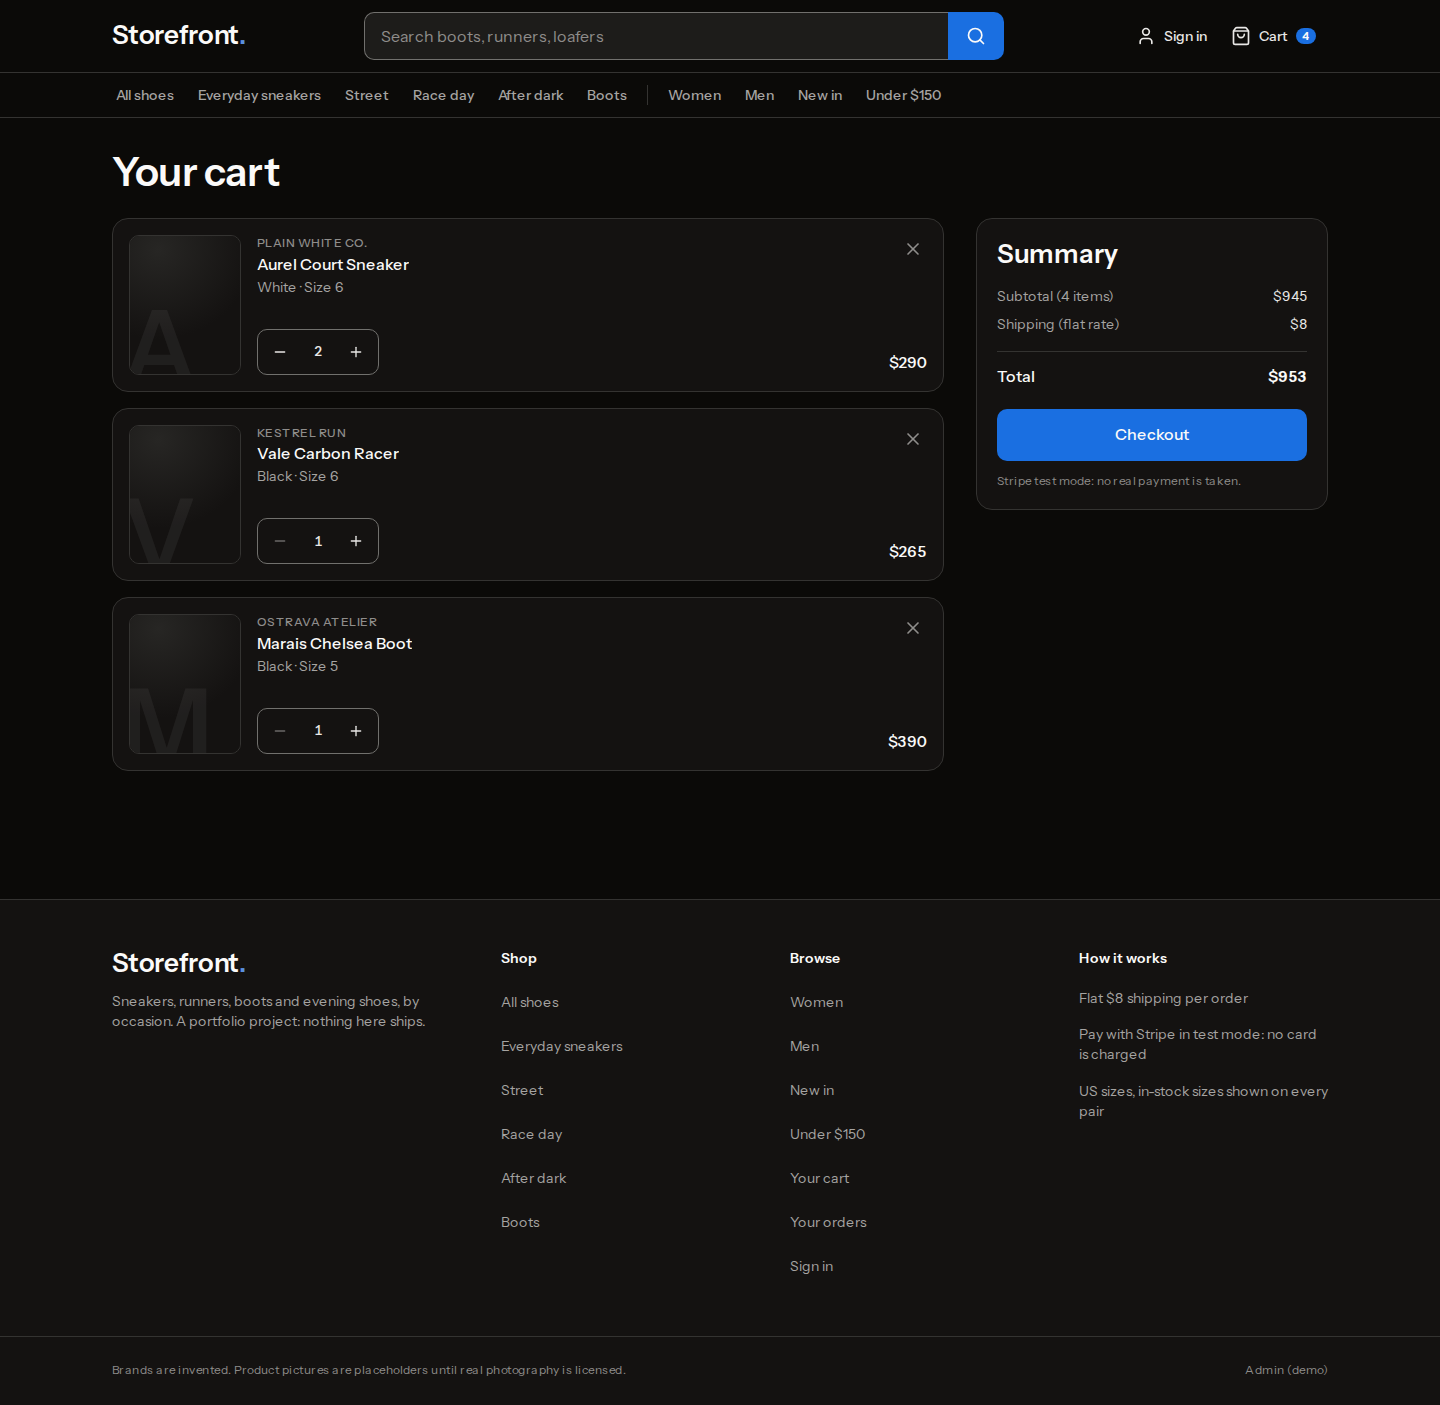 Storefront.
Search boots, runners, loafers
Sign in
Cart 4
All shoes Everyday sneakers Street Race day After dark Boots Women Men New in Under $150
Your cart
A
PLAIN WHITE CO.
Aurel Court Sneaker
White · Size 6
2
$290
V
KESTREL RUN
Vale Carbon Racer
Black · Size 6
1
$265
M
OSTRAVA ATELIER
Marais Chelsea Boot
Black · Size 5
1
$390
Summary
Subtotal (4 items) $945
Shipping (flat rate) $8
Total $953
Checkout
Stripe test mode: no real payment is taken.
Storefront.
Sneakers, runners, boots and evening shoes, by
occasion. A portfolio project: nothing here ships.
Shop
All shoes
Everyday sneakers
Street
Race day
After dark
Boots
Browse
Women
Men
New in
Under $150
Your cart
Your orders
Sign in
How it works
Flat $8 shipping per order
Pay with Stripe in test mode: no card
is charged
US sizes, in-stock sizes shown on every
pair
Brands are invented. Product pictures are placeholders until real photography is licensed.
Admin (demo)